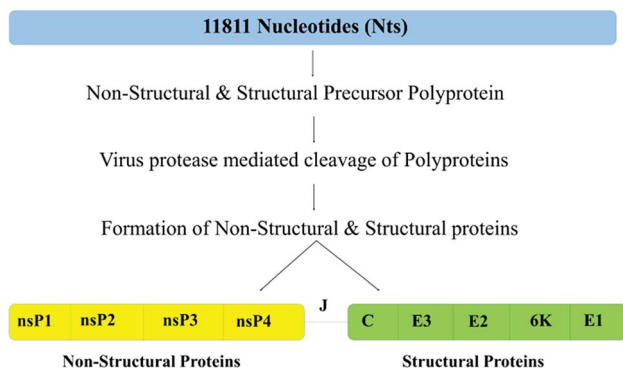 11811 Nucleotides (Nts)
Non-Structural & Structural Precursor Polyprotein
Virus protease mediated cleavage of Polyproteins
Formation of Non-Structural & Structural proteins
J
nsP1 nsP2 nsP3 nsP4 C E3 E2 6K E1
Non-Structural Proteins Structural Proteins